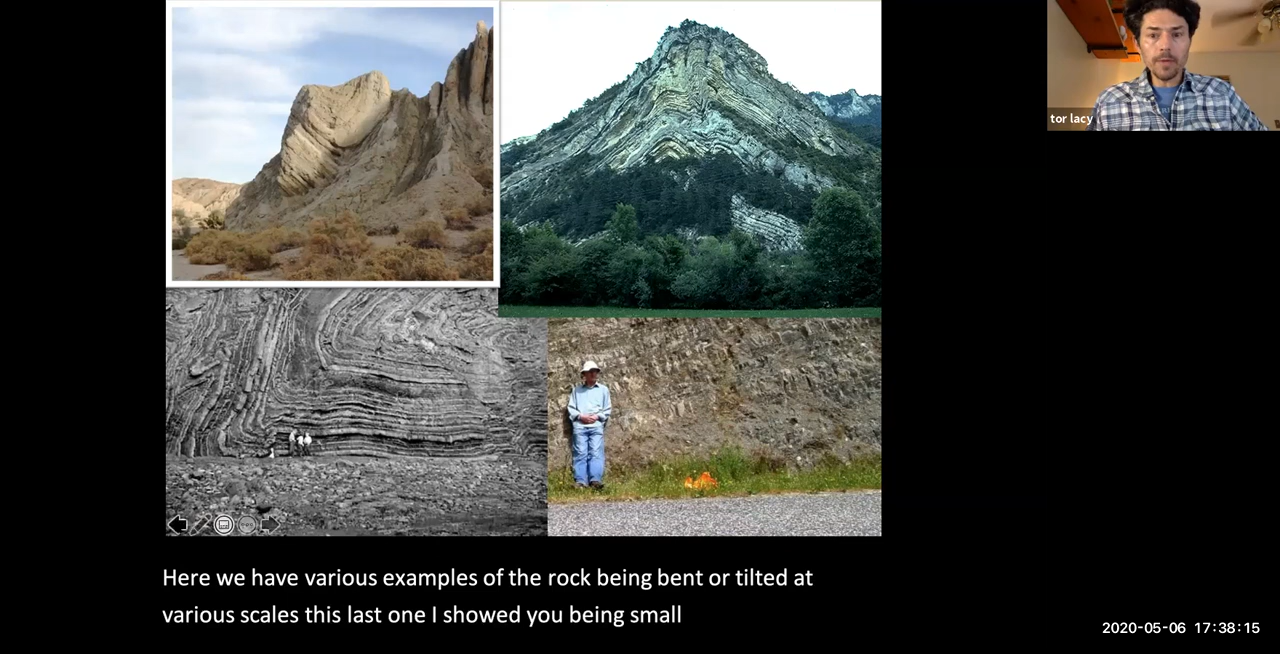 tor lacy
Here we have various examples of the rock being bent or tilted at
various scales this last one I showed you being small
2020-05-06 17:38:15